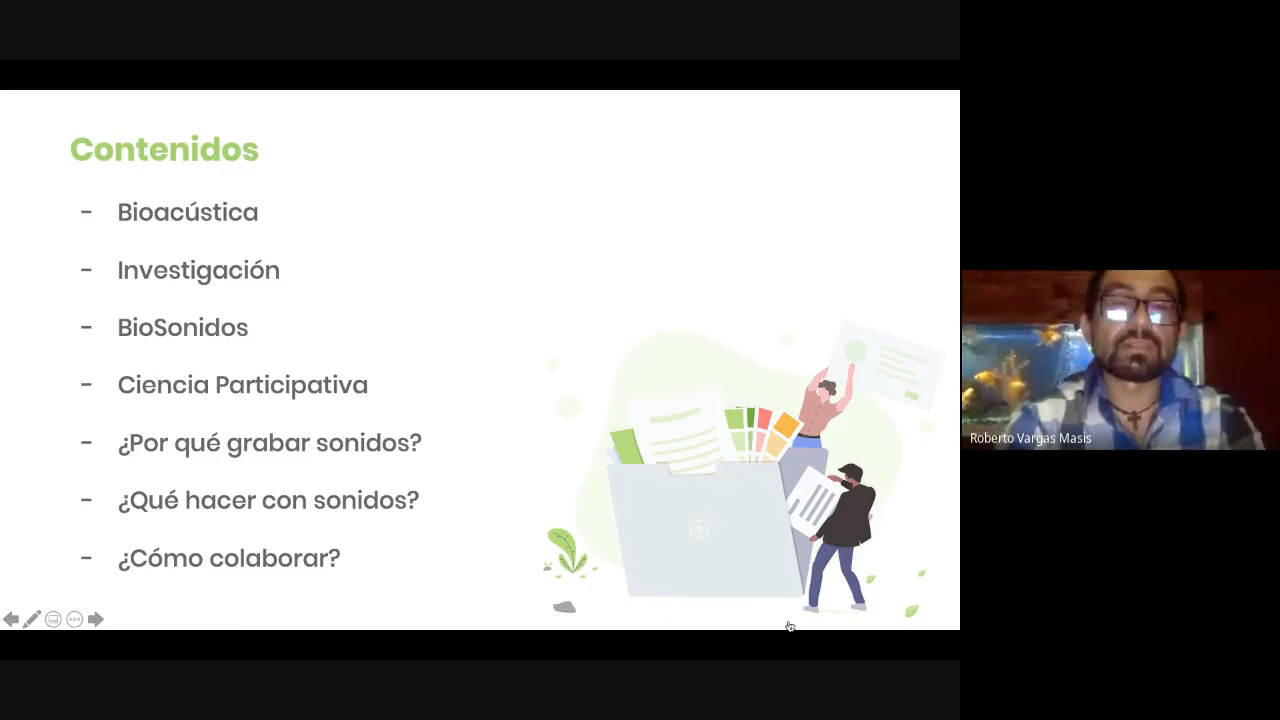 Contenidos
- Bioacústica
- Investigación
- BioSonidos
- Ciencia Participativa
- ¿Por qué grabar sonidos?
- ¿Qué hacer con sonidos?
- ¿Cómo colaborar?
Roberto Vargas Masis